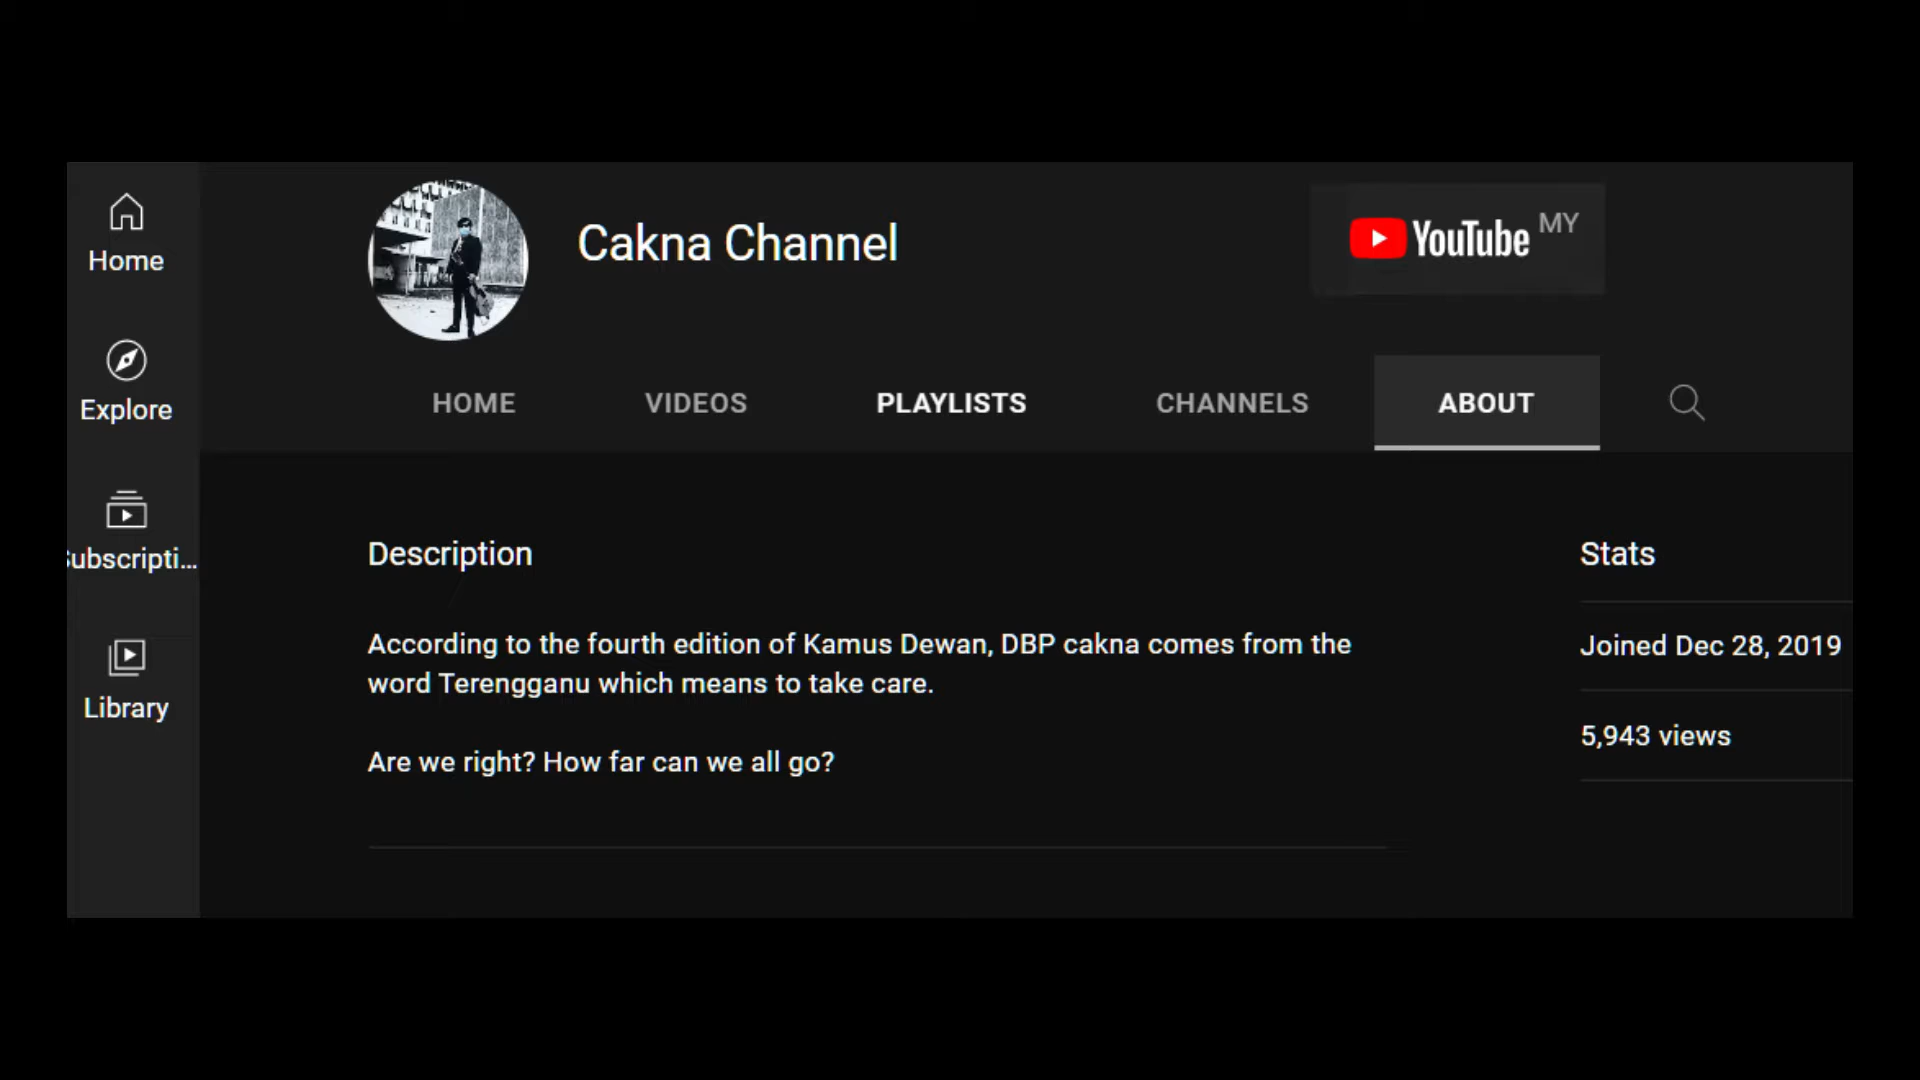 Home
Explore
ubscripti...
Library
Cakna Channel
YouTube MY
HOME VIDEOS PLAYLISTS CHANNELS ABOUT
Description
According to the fourth edition of Kamus Dewan, DBP cakna comes from the
word Terengganu which means to take care.
Are we right? How far can we all go?
Stats
Joined Dec 28, 2019
5,943 views